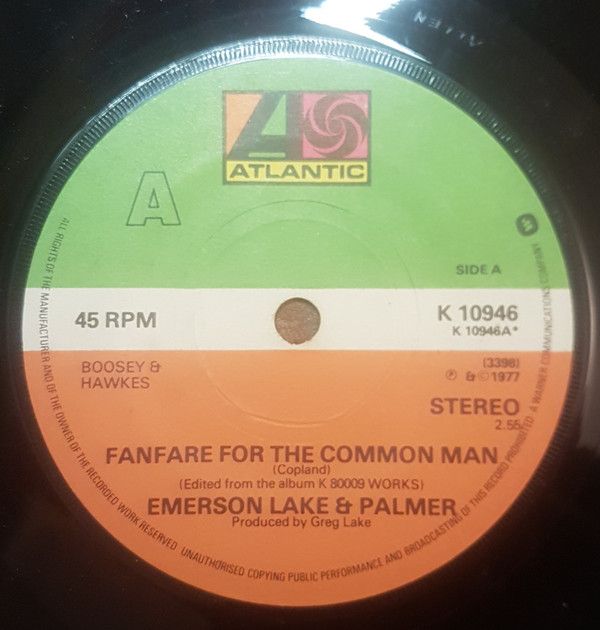 ALLEN
A
ATLANTIC
A
W
SIDE A
45 RPM
K 10946
K 10946A*
BOOSEY &
HAWKES
(3398)
℗ & © 1977
STEREO
2.55
FANFARE FOR THE COMMON MAN
(Copland)
(Edited from the album K 80009 WORKS)
EMERSON LAKE & PALMER
Produced by Greg Lake
ALL RIGHTS OF THE MANUFACTURER AND OF THE OWNER OF THE RECORDED WORK RESERVED UNAUTHORISED COPYING PUBLIC PERFORMANCE AND BROADCASTING OF THIS RECORD PROHIBITED A WARNER COMMUNICATIONS COMPANY